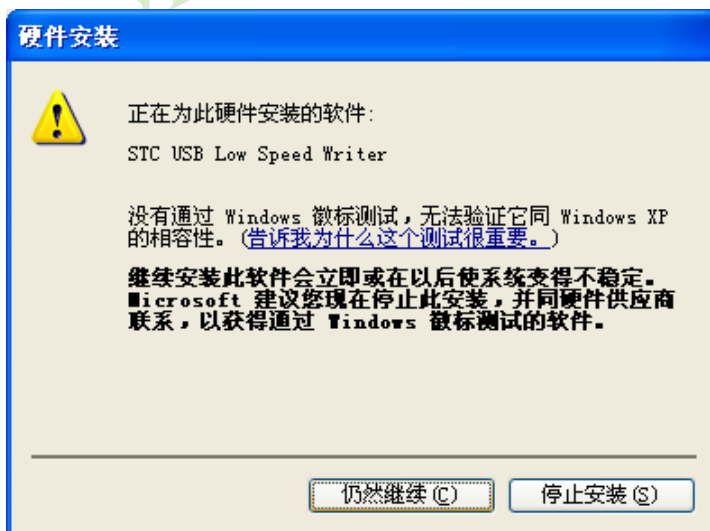 硬件安装
正在为此硬件安装的软件:
STC USB Low Speed Writer
没有通过 Windows 徽标测试，无法验证它同 Windows XP
的相容性。(告诉我为什么这个测试很重要。)
继续安装此软件会立即或在以后使系统变得不稳定。
Microsoft 建议您现在停止此安装，并同硬件供应商
联系，以获得通过 Windows 徽标测试的软件。
仍然继续(C)
停止安装(S)